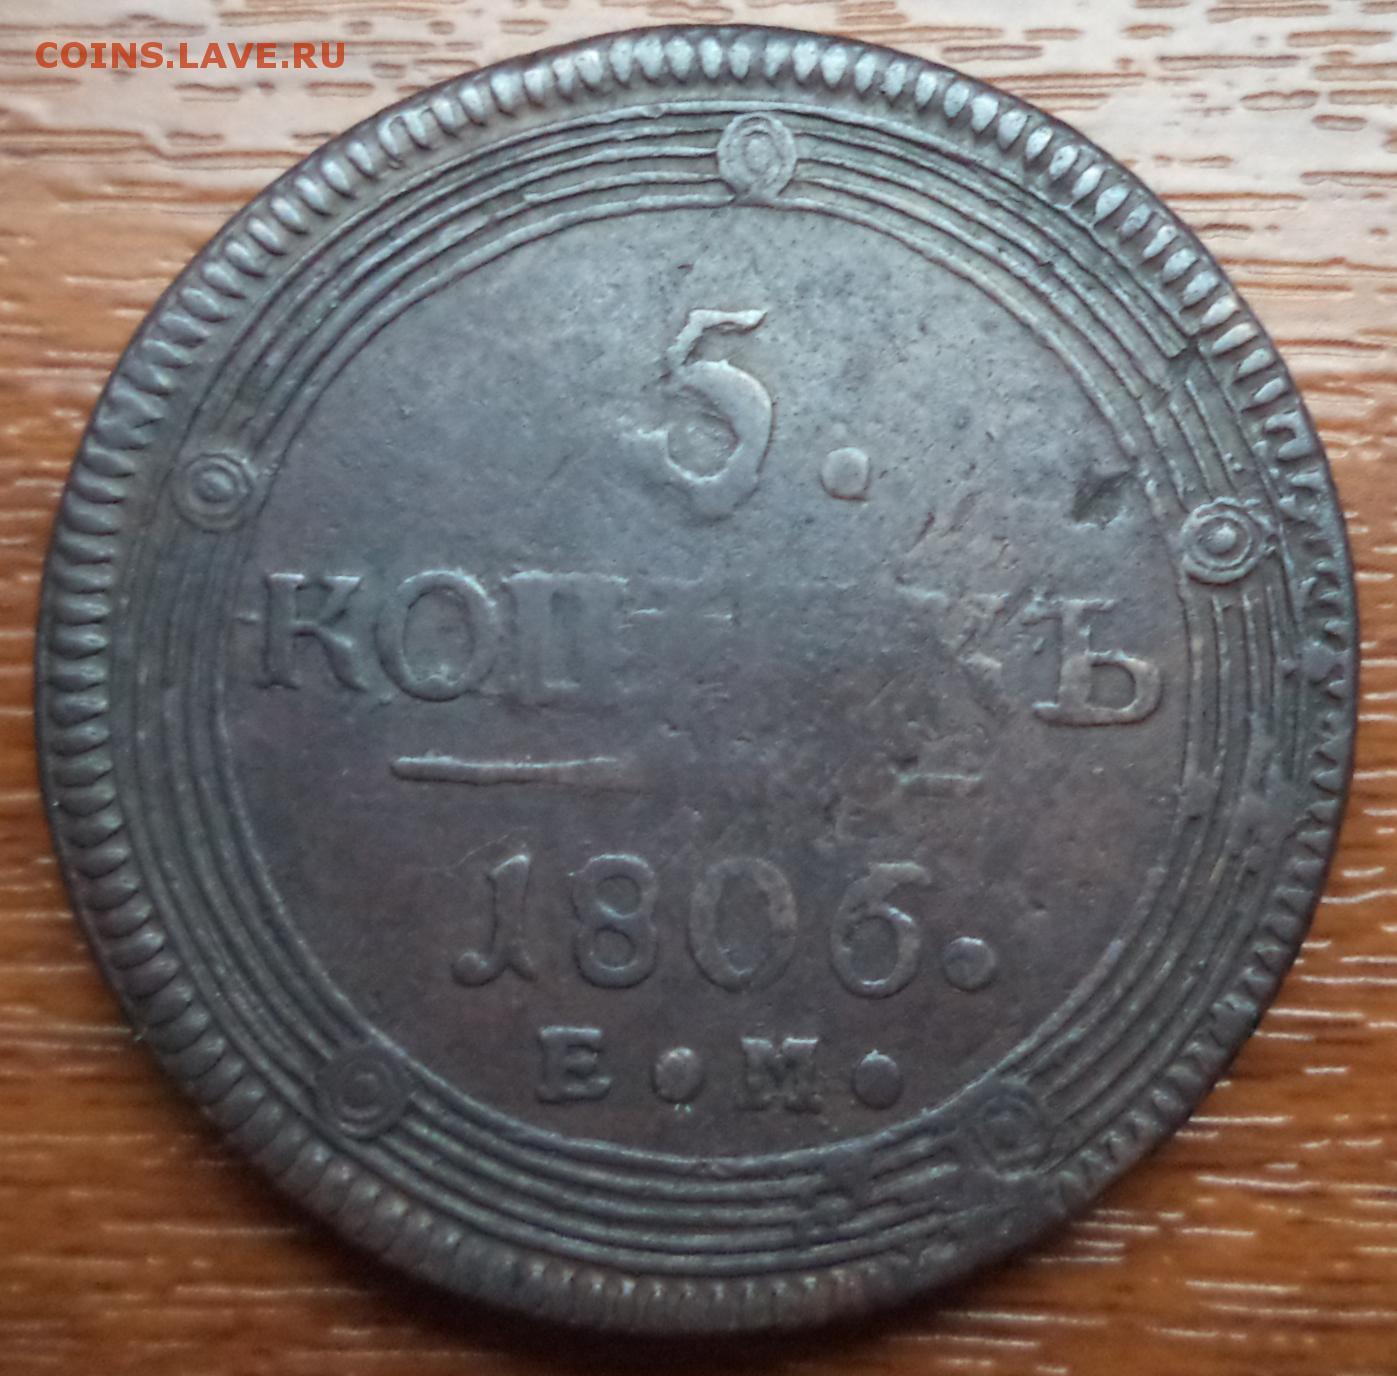 COINS.LAVE.RU
5.
1806.
Е.М.